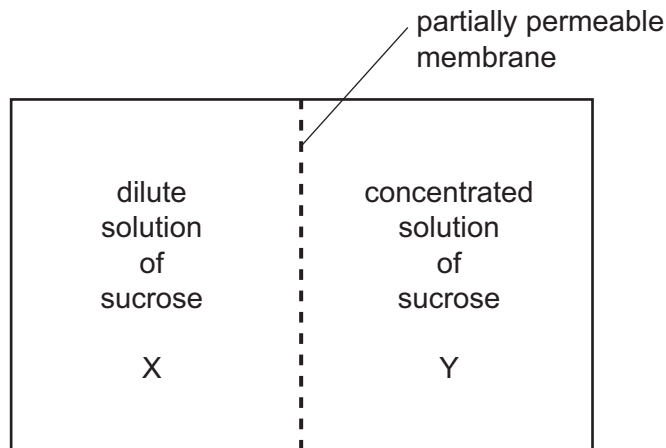 partially permeable
membrane
dilute
solution
of
sucrose
X
concentrated
solution
of
sucrose
Y